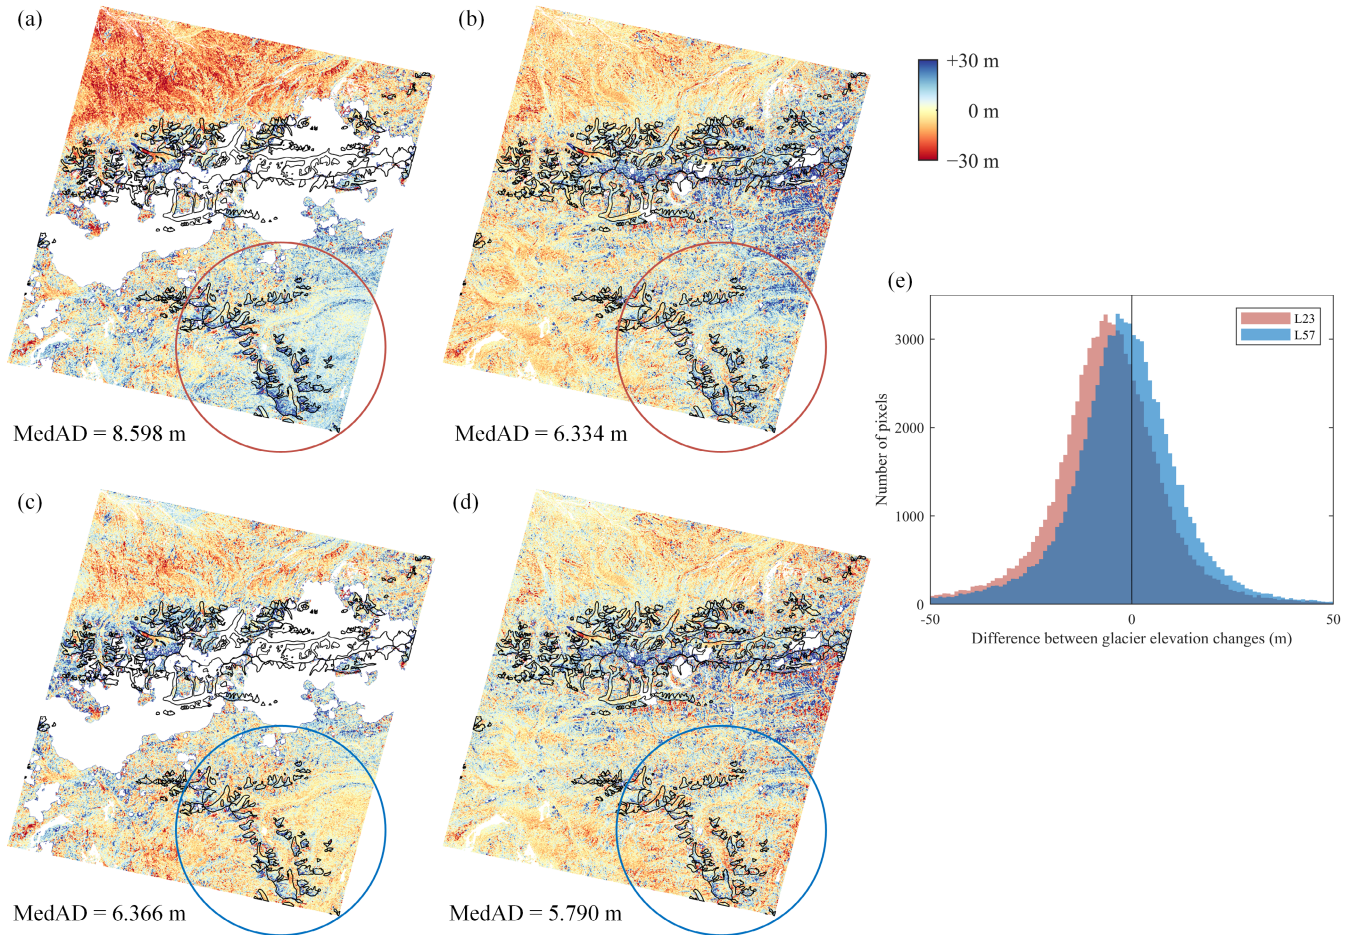 (a)
(b)
+30 m
0 m
−30 m
MedAD = 8.598 m
MedAD = 6.334 m
(c)
(d)
MedAD = 6.366 m
MedAD = 5.790 m
(e)
L23
L57
3000
2000
1000
0
-50
0
50
Number of pixels
Difference between glacier elevation changes (m)